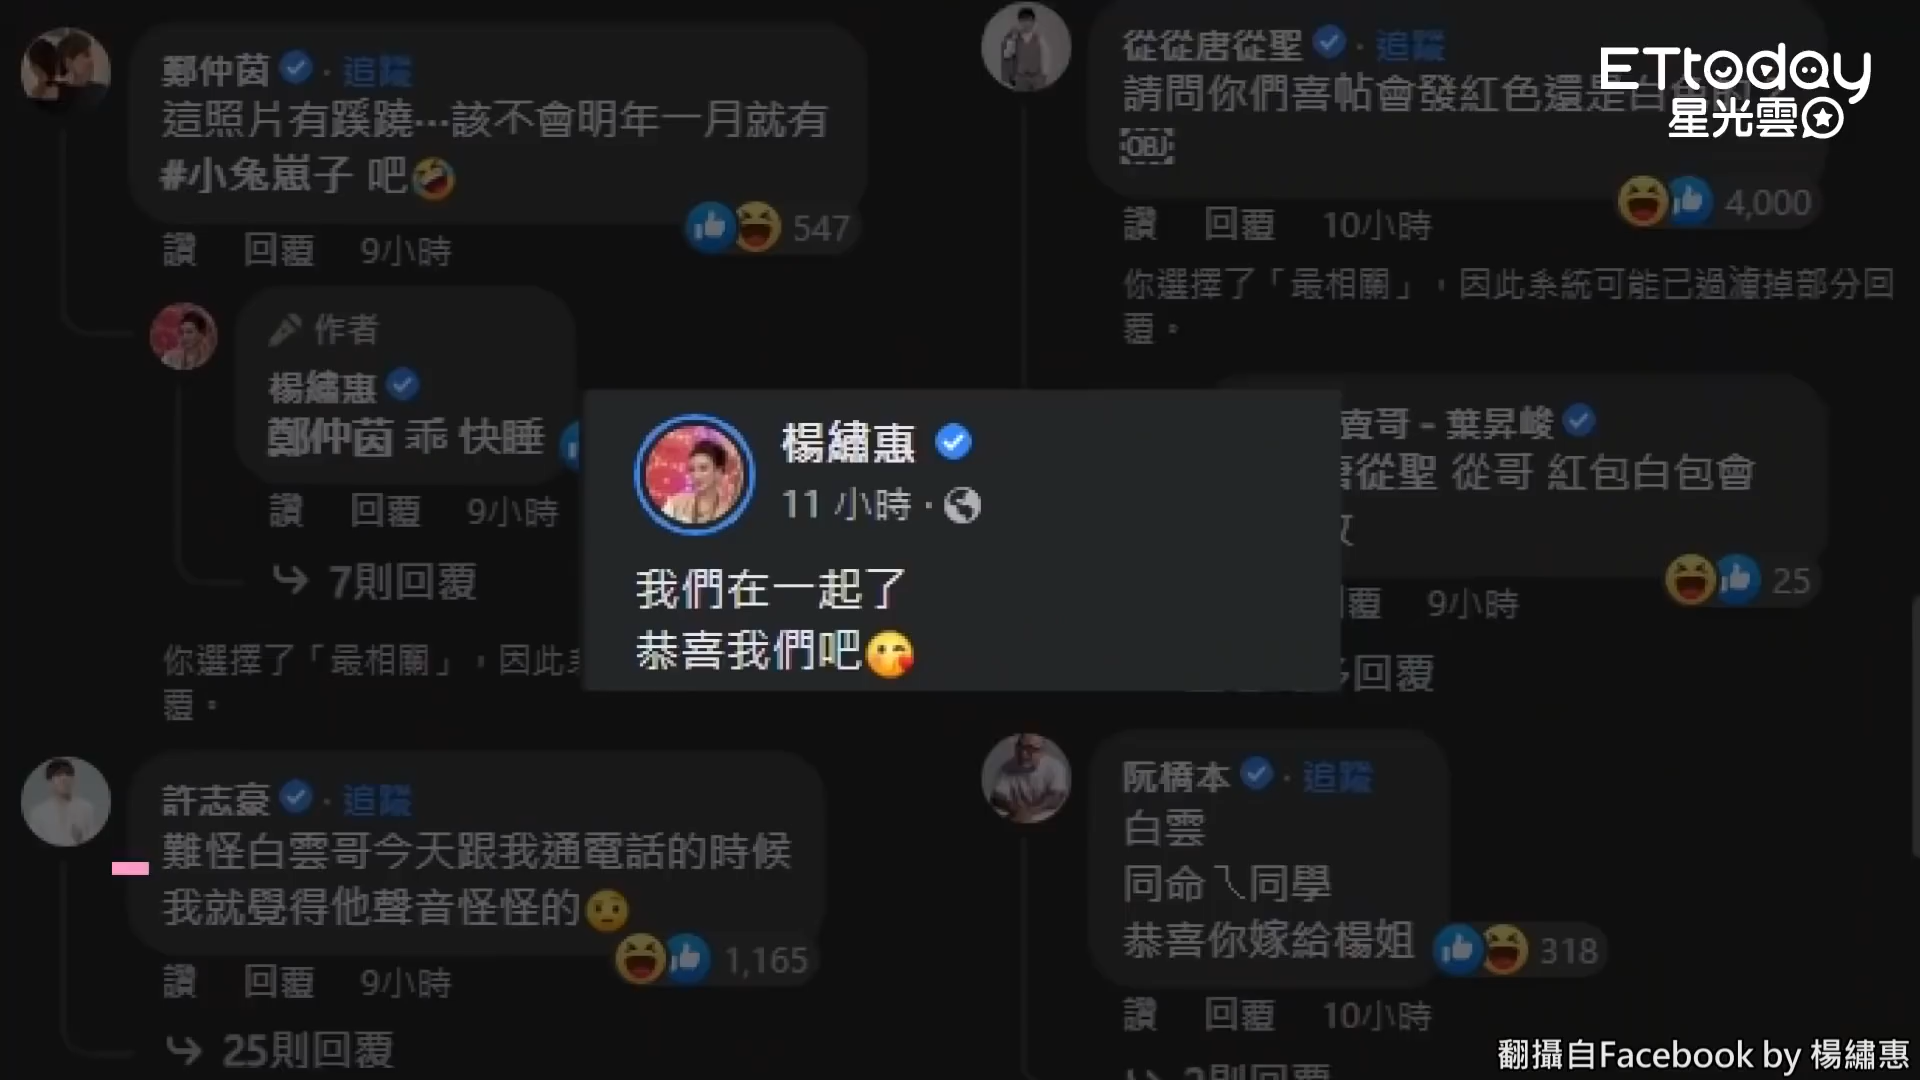 鄭仲茵 · 追蹤
這照片有蹊蹺…該不會明年一月就有
#小兔崽子 吧
547
讚 回覆 9小時
作者
楊繡惠
鄭仲茵 乖 快睡
讚 回覆 9小時
7則回覆
你選擇了「最相關」，因此
覆。
許志豪 · 追蹤
難怪白雲哥今天跟我通電話的時候
我就覺得他聲音怪怪的
1,165
讚 回覆 9小時
25則回覆
楊繡惠
11 小時 ·
我們在一起了
恭喜我們吧
ETtoday
星光雲
從從唐從聖 · 追蹤
請問你們喜帖會發紅色還是白
OBJ
4,000
讚 回覆 10小時
你選擇了「最相關」，因此系統可能已過濾掉部分回
覆。
賣哥 - 葉昇峻
從聖 從哥 紅包白包會
25
覆 9小時
回覆
阮橋本 · 追蹤
白雲
同命ㄟ同學
恭喜你嫁給楊姐
318
讚 回覆 10小時
翻攝自Facebook by 楊繡惠